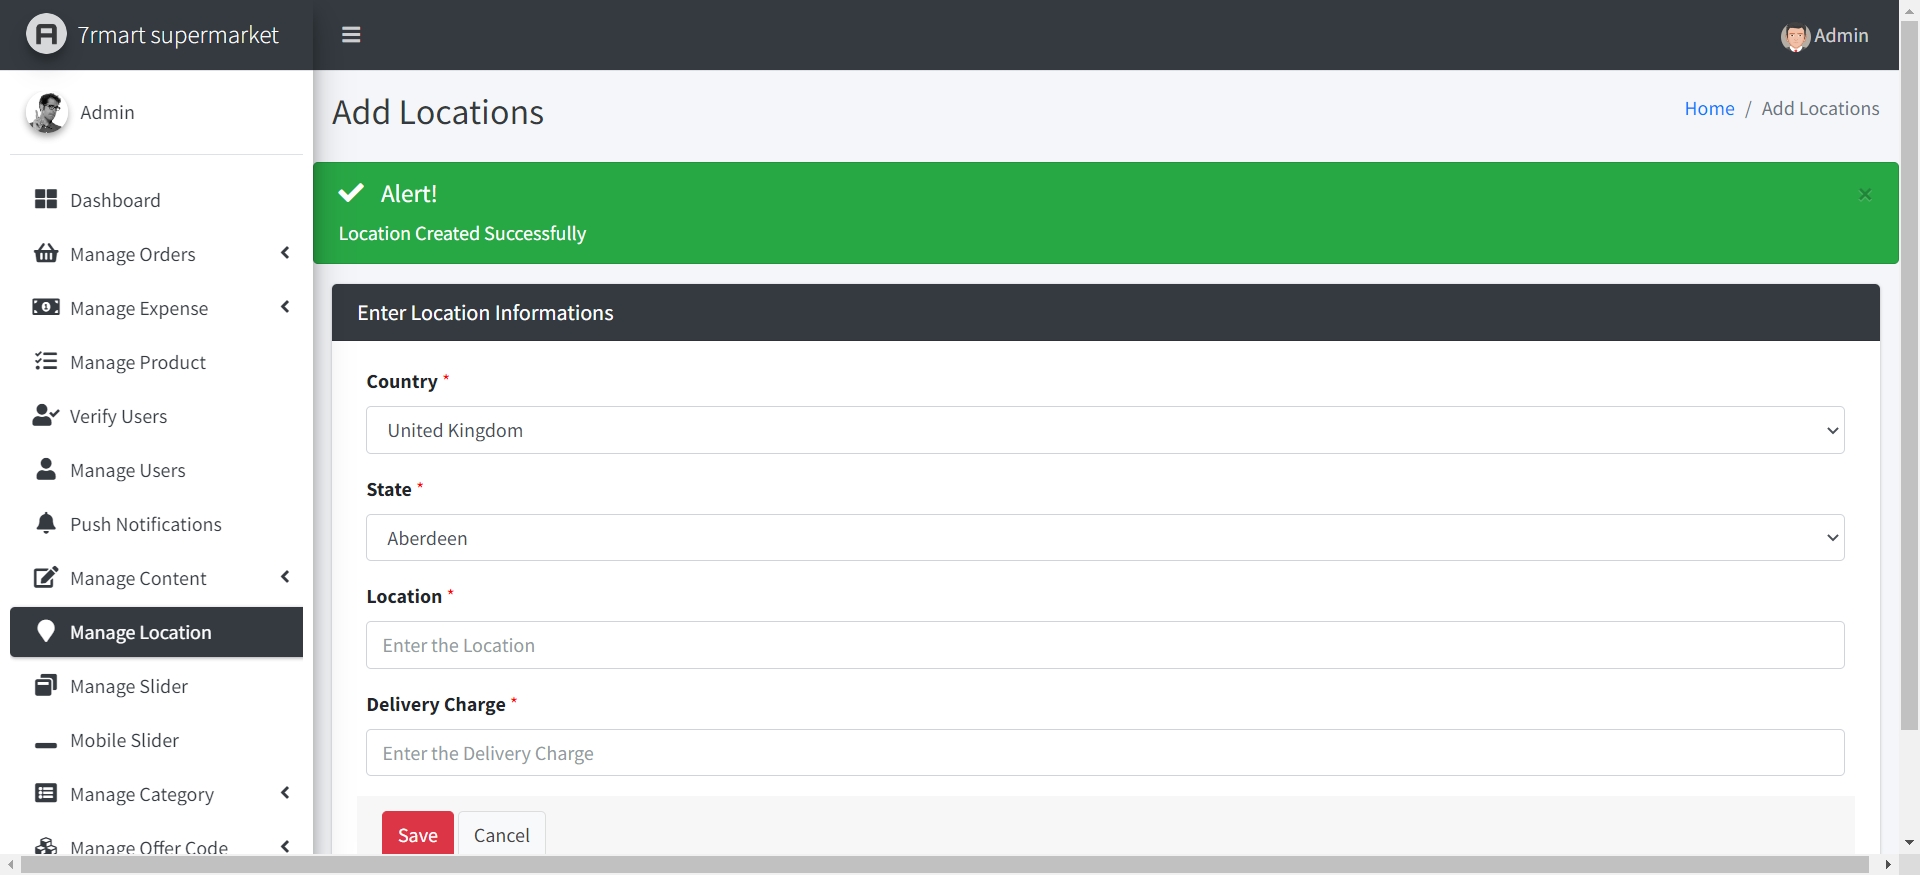 7rmart supermarket
Admin
Admin
Add Locations
Home / Add Locations
Dashboard
Manage Orders
Manage Expense
Manage Product
Verify Users
Manage Users
Push Notifications
Manage Content
Manage Location
Manage Slider
Mobile Slider
Manage Category
Manage Offer Code
Alert!
×
Location Created Successfully
Enter Location Informations
Country *
United Kingdom
State *
Aberdeen
Location *
Enter the Location
Delivery Charge *
Enter the Delivery Charge
Save
Cancel